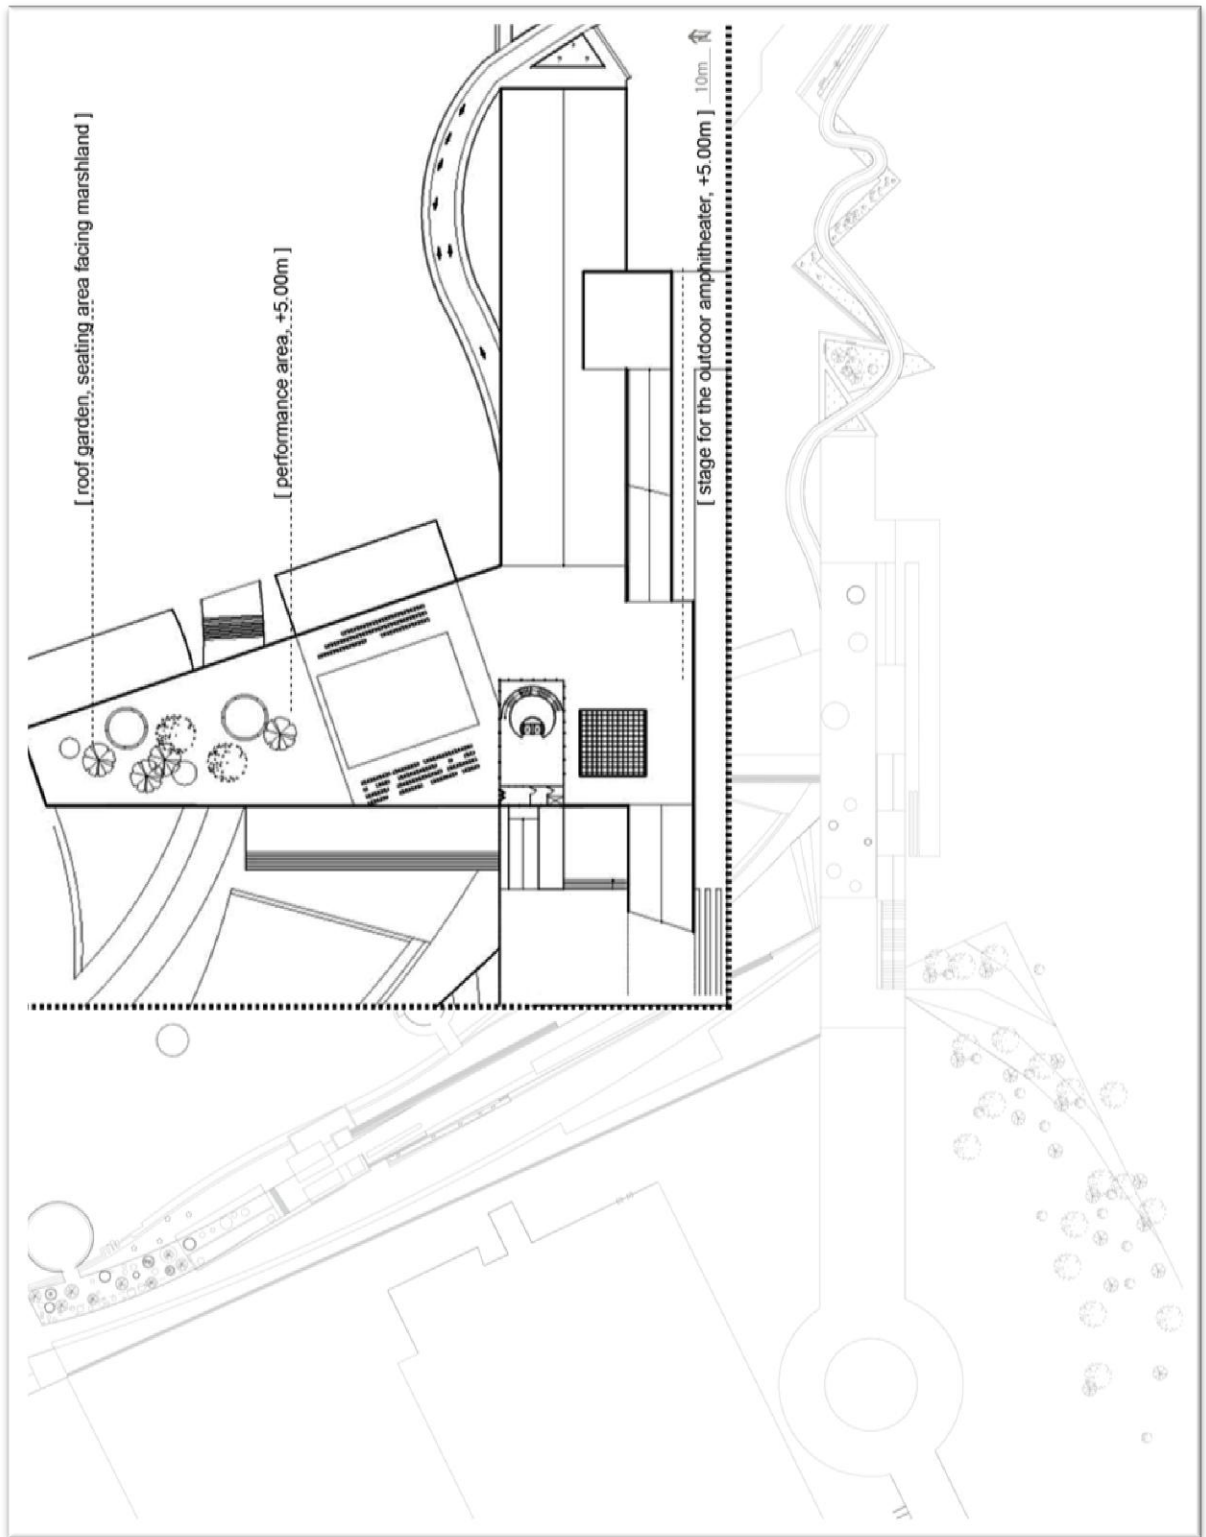 [ roof garden, seating area facing marshland ]
[ performance area, +5.00m ]
[ stage for the outdoor amphitheater, +5.00m ]
10m